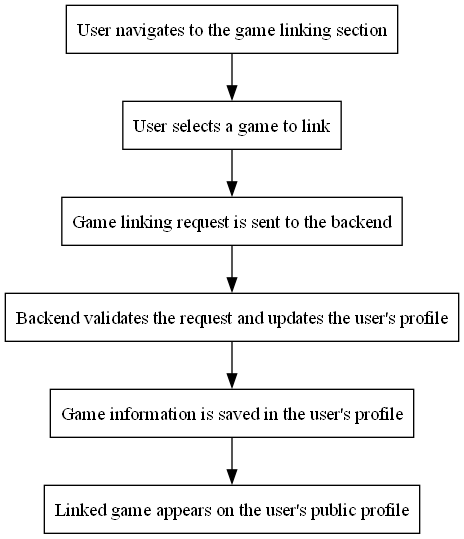 User navigates to the game linking section
User selects a game to link
Game linking request is sent to the backend
Backend validates the request and updates the user's profile
Game information is saved in the user's profile
Linked game appears on the user's public profile